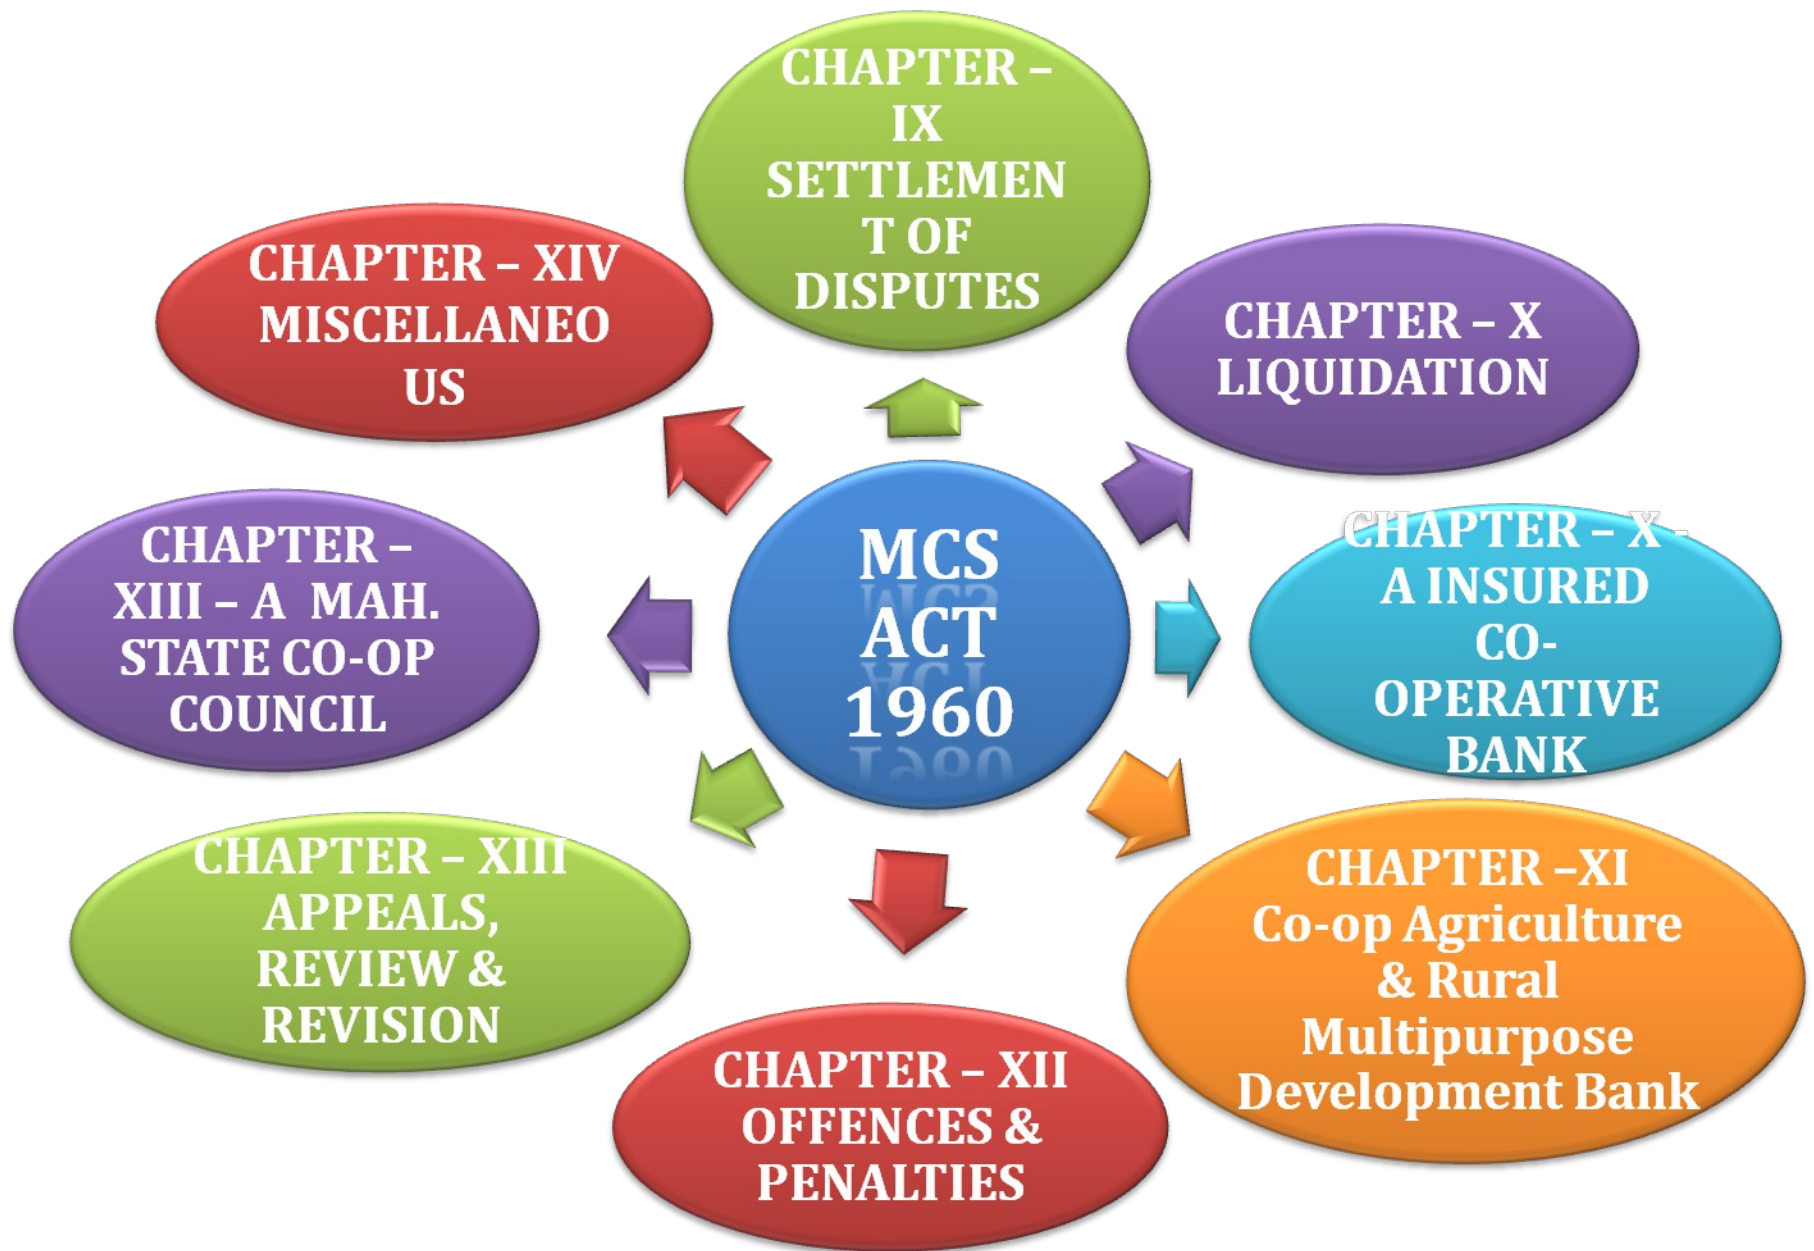 CHAPTER –
IX
SETTLEMEN
T OF
DISPUTES
CHAPTER – X
LIQUIDATION
CHAPTER – X -
A INSURED
CO-
OPERATIVE
BANK
CHAPTER –XI
Co-op Agriculture
& Rural
Multipurpose
Development Bank
CHAPTER – XII
OFFENCES &
PENALTIES
CHAPTER – XIII
APPEALS,
REVIEW &
REVISION
CHAPTER –
XIII – A  MAH.
STATE CO-OP
COUNCIL
CHAPTER – XIV
MISCELLANEO
US
MCS
ACT
1960